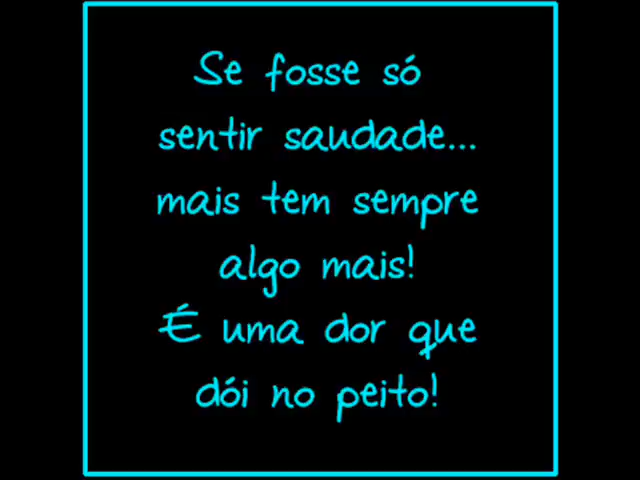 Se fosse só
sentir saudade...
mais tem sempre
algo mais!
É uma dor que
dói no peito!